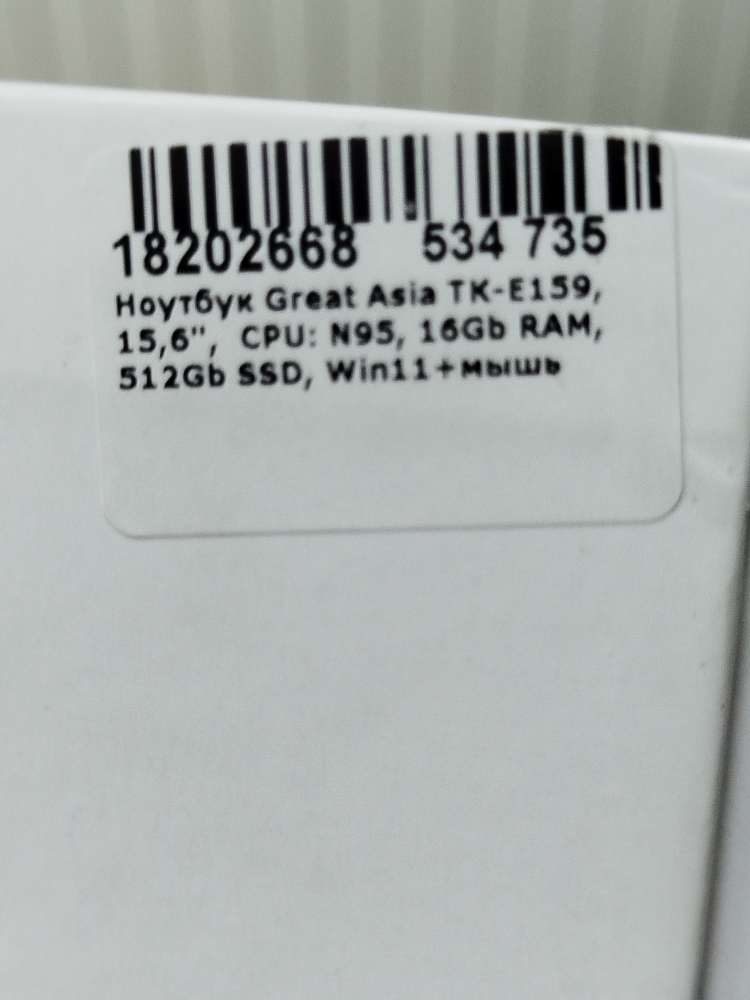 18202668 534 735
Ноутбук Great Asia TK-E159,
15,6", CPU: N95, 16Gb RAM,
512Gb SSD, Win11+мышь